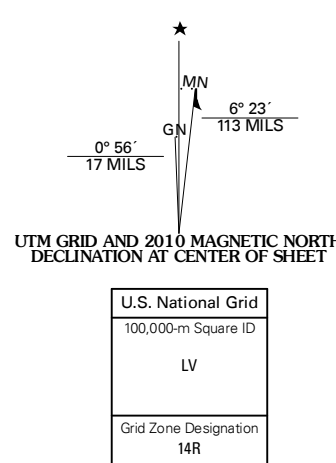 MN
6° 23´
113 MILS
GN
0° 56´
17 MILS
UTM GRID AND 2010 MAGNETIC NORTH
DECLINATION AT CENTER OF SHEET
U.S. National Grid
100,000-m Square ID
LV
Grid Zone Designation
14R